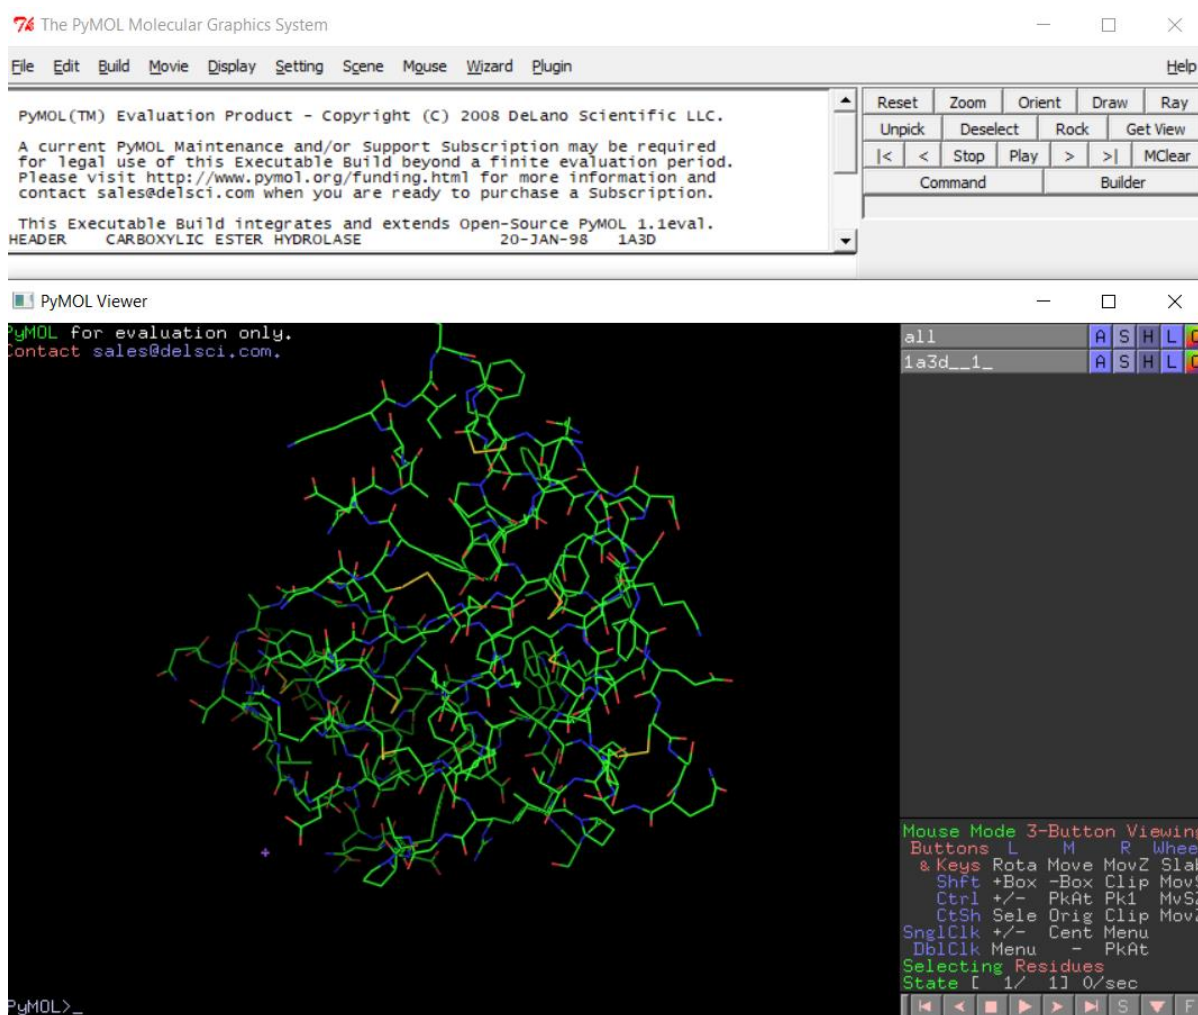 The PyMOL Molecular Graphics System
File Edit Build Movie Display Setting Scene Mouse Wizard Plugin Help
PyMOL(TM) Evaluation Product - Copyright (C) 2008 DeLano Scientific LLC.
A current PyMOL Maintenance and/or Support Subscription may be required
for legal use of this Executable Build beyond a finite evaluation period.
Please visit http://www.pymol.org/funding.html for more information and
contact sales@delsci.com when you are ready to purchase a Subscription.
This Executable Build integrates and extends Open-Source PyMOL 1.1eval.
HEADER CARBOXYLIC ESTER HYDROLASE 20-JAN-98 1A3D
Reset Zoom Orient Draw Ray
Unpick Deselect Rock Get View
|< < Stop Play > >| MClear
Command Builder
PyMOL Viewer
PyMOL for evaluation only.
Contact sales@delsci.com.
all A S H L C
1a3d__1_ A S H L C
Mouse Mode 3-Button Viewing
Buttons L M R Whee
& Keys Rota Move MovZ Slab
Shft +Box -Box Clip MovS
Ctrl +/- PkAt Pk1 MvSZ
CtSh Sele Orig Clip MovZ
SnglClk +/- Cent Menu
DblClk Menu - PkAt
Selecting Residues
State [ 1/ 1] 0/sec
PyMOL>_
S F